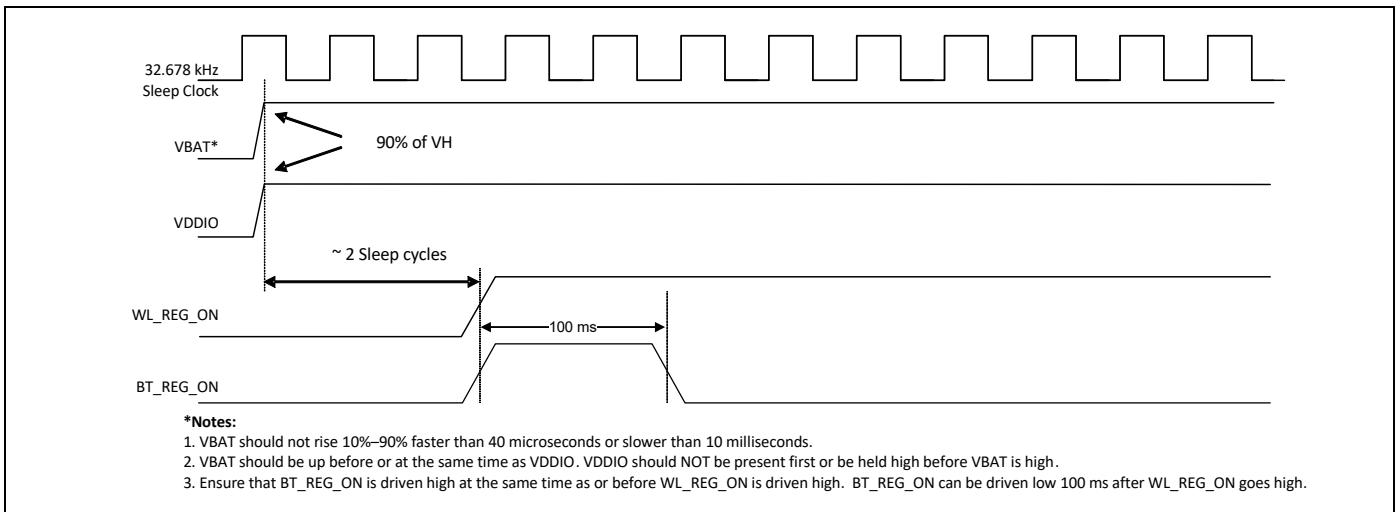 32.678 kHz
Sleep Clock
VBAT*
90% of VH
VDDIO
~ 2 Sleep cycles
WL_REG_ON
100 ms
BT_REG_ON
*Notes:
1. VBAT should not rise 10%–90% faster than 40 microseconds or slower than 10 milliseconds.
2. VBAT should be up before or at the same time as VDDIO. VDDIO should NOT be present first or be held high before VBAT is high.
3. Ensure that BT_REG_ON is driven high at the same time as or before WL_REG_ON is driven high. BT_REG_ON can be driven low 100 ms after WL_REG_ON goes high.